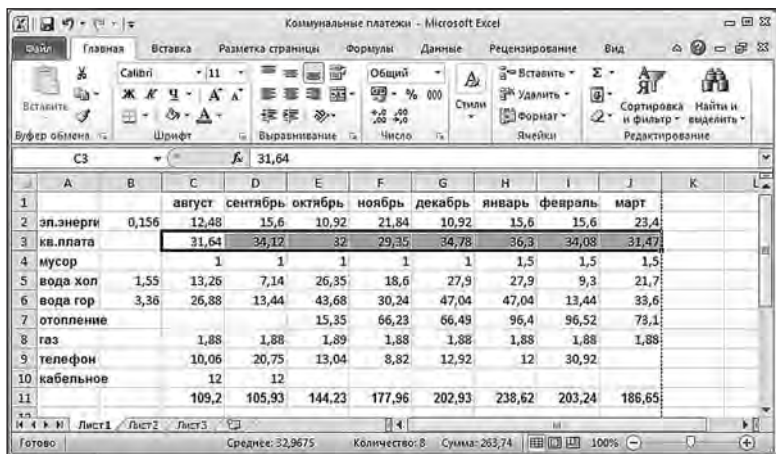 Коммунальные платежи - Microsoft Excel
Файл Главная Вставка Разметка страницы Формулы Данные Рецензирование Вид
Calibri 11 Общий Вставить Σ
Ж К Ч A A % 000 Удалить
Вставить Стили Формат Сортировка и фильтр Найти и выделить
Буфер обмена Шрифт Выравнивание Число Ячейки Редактирование
C3 fx 31,64
A B C D E F G H I J K L
1 август сентябрь октябрь ноябрь декабрь январь февраль март
2 эл.энерги 0,156 12,48 15,6 10,92 21,84 10,92 15,6 15,6 23,4
3 кв.плата 31,64 34,12 32 29,35 34,78 36,3 34,08 31,47
4 мусор 1 1 1 1 1 1,5 1,5 1,5
5 вода хол 1,55 13,26 7,14 26,35 18,6 27,9 27,9 9,3 21,7
6 вода гор 3,36 26,88 13,44 43,68 30,24 47,04 47,04 13,44 33,6
7 отопление 15,35 66,23 66,49 96,4 96,52 73,1
8 газ 1,88 1,88 1,89 1,88 1,88 1,88 1,88 1,88
9 телефон 10,06 20,75 13,04 8,82 12,92 12 30,92
10 кабельное 12 12
11 109,2 105,93 144,23 177,96 202,93 238,62 203,24 186,65
Лист1 Лист2 Лист3
Готово Среднее: 32,9675 Количество: 8 Сумма: 263,74 100%